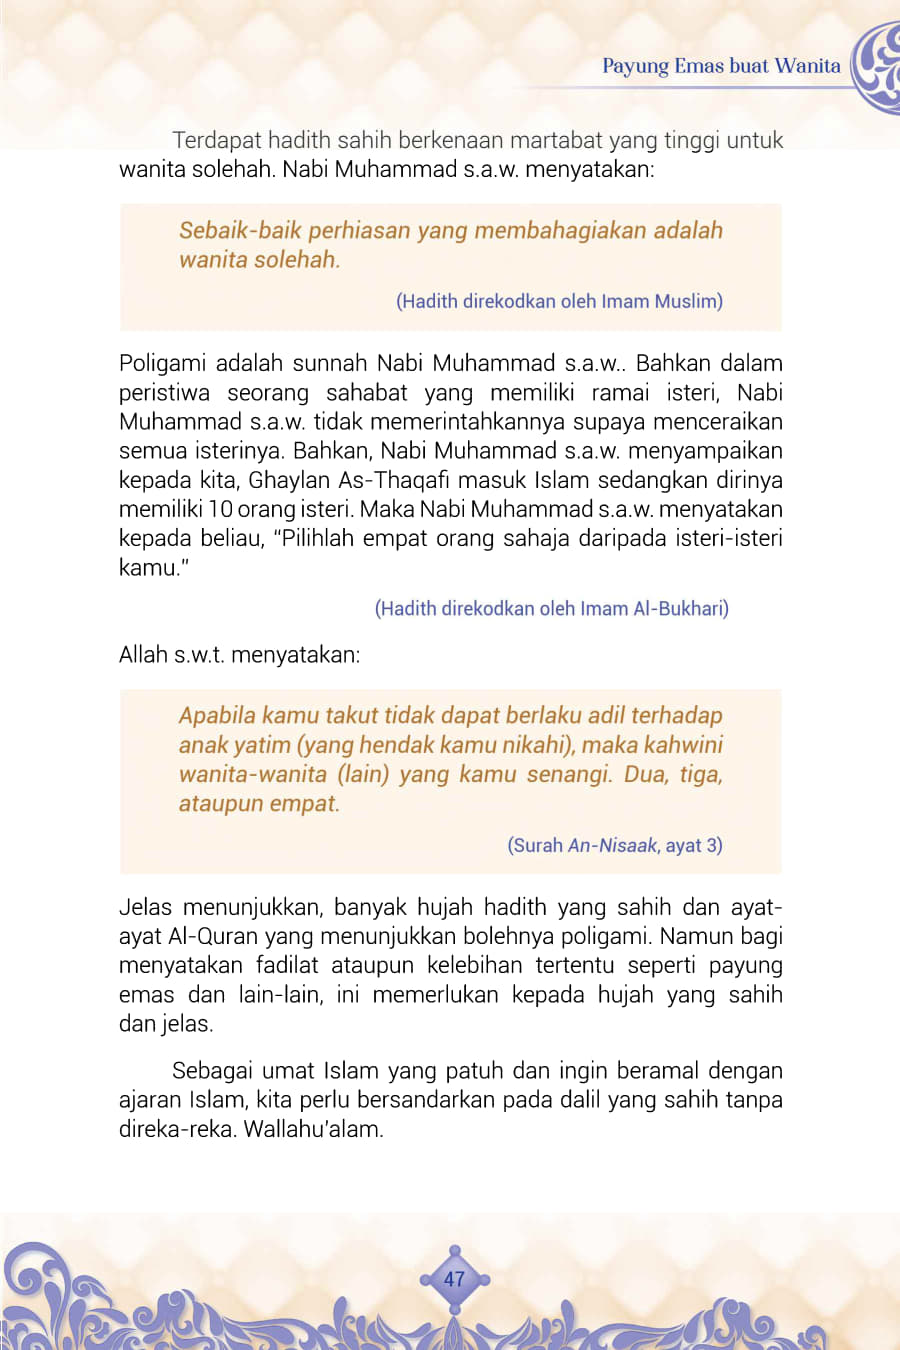 Payung Emas buat Wanita
Terdapat hadith sahih berkenaan martabat yang tinggi untuk
wanita solehah. Nabi Muhammad s.a.w. menyatakan:
Sebaik-baik perhiasan yang membahagiakan adalah
wanita solehah.
(Hadith direkodkan oleh Imam Muslim)
Poligami adalah sunnah Nabi Muhammad s.a.w.. Bahkan dalam
peristiwa seorang sahabat yang memiliki ramai isteri, Nabi
Muhammad s.a.w. tidak memerintahkannya supaya menceraikan
semua isterinya. Bahkan, Nabi Muhammad s.a.w. menyampaikan
kepada kita, Ghaylan As-Thaqafi masuk Islam sedangkan dirinya
memiliki 10 orang isteri. Maka Nabi Muhammad s.a.w. menyatakan
kepada beliau, “Pilihlah empat orang sahaja daripada isteri-isteri
kamu.”
(Hadith direkodkan oleh Imam Al-Bukhari)
Allah s.w.t. menyatakan:
Apabila kamu takut tidak dapat berlaku adil terhadap
anak yatim (yang hendak kamu nikahi), maka kahwini
wanita-wanita (lain) yang kamu senangi. Dua, tiga,
ataupun empat.
(Surah An-Nisaak, ayat 3)
Jelas menunjukkan, banyak hujah hadith yang sahih dan ayat-
ayat Al-Quran yang menunjukkan bolehnya poligami. Namun bagi
menyatakan fadilat ataupun kelebihan tertentu seperti payung
emas dan lain-lain, ini memerlukan kepada hujah yang sahih
dan jelas.
Sebagai umat Islam yang patuh dan ingin beramal dengan
ajaran Islam, kita perlu bersandarkan pada dalil yang sahih tanpa
direka-reka. Wallahu’alam.
47